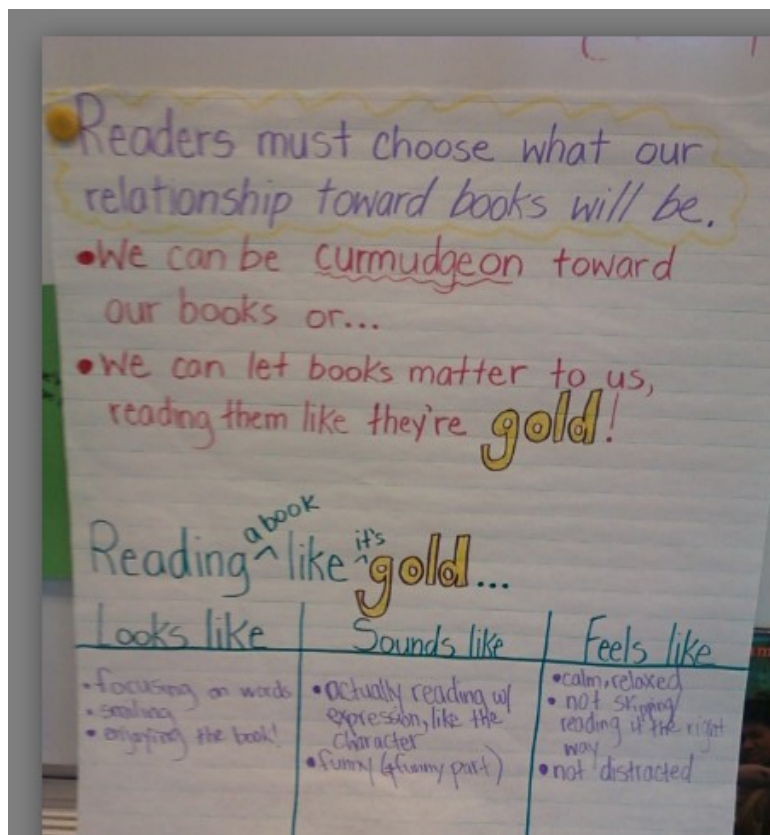 Readers must choose what our
relationship toward books will be.
•We can be curmudgeon toward
our books or...
•We can let books matter to us,
reading them like they're gold!
Reading a book like it's gold...
Looks like
Sounds like
Feels like
•focusing on words
•smiling
•enjoying the book!
•actually reading w/
expression, like the
character
•funny (funny part)
•calm, relaxed
•not skipping
reading it the right
way
•not distracted